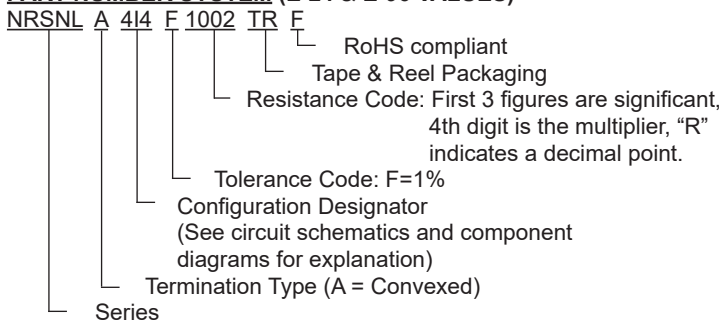 NRSNL A 4I4 F 1002 TR F
RoHS compliant
Tape & Reel Packaging
Resistance Code: First 3 figures are significant,
4th digit is the multiplier, “R”
indicates a decimal point.
Tolerance Code: F=1%
Configuration Designator
(See circuit schematics and component
diagrams for explanation)
Termination Type (A = Convexed)
Series